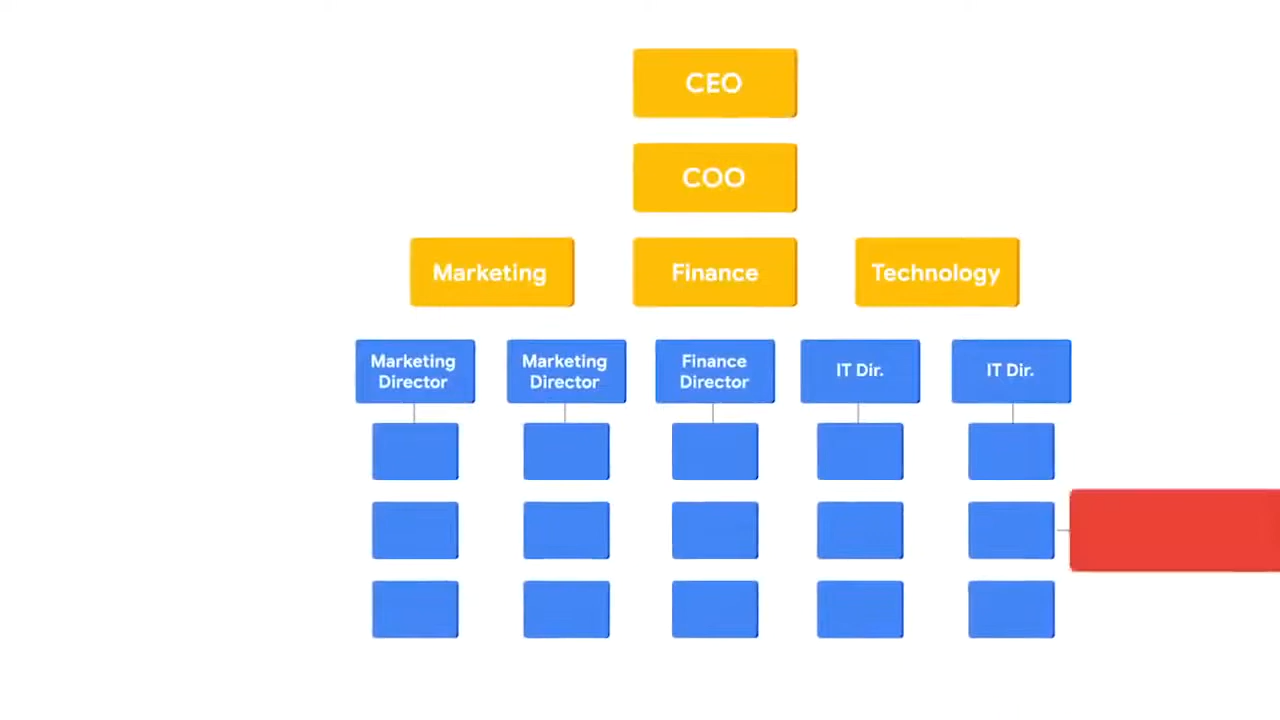 CEO
COO
Marketing
Finance
Technology
Marketing
Director
Marketing
Director
Finance
Director
IT Dir.
IT Dir.